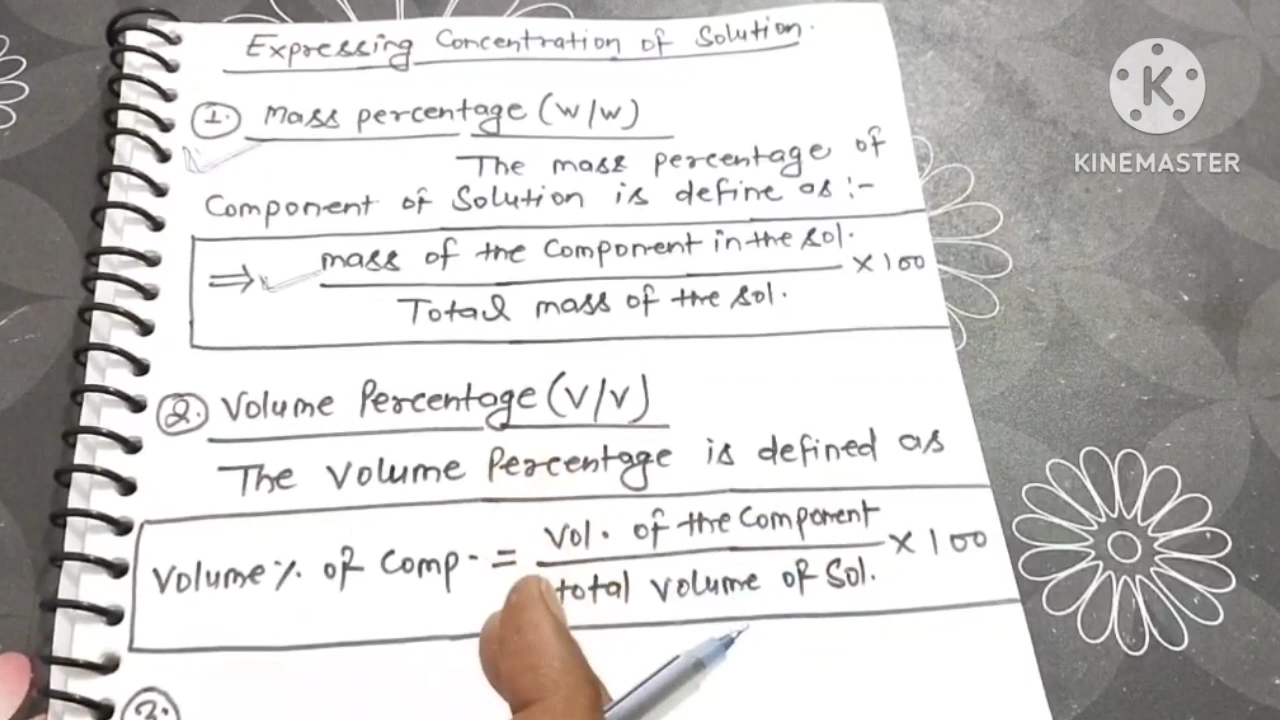 Expressing Concentration of Solution.
1. Mass percentage (w/w)
The mass percentage of
Component of Solution is define as :-
⇒ mass of the Component in the sol. × 100
Total mass of the sol.
2. Volume Percentage (V/V)
The Volume Percentage is defined as
Volume % of Comp. = Vol. of the Component × 100
total volume of Sol.
3.
K
KINEMASTER